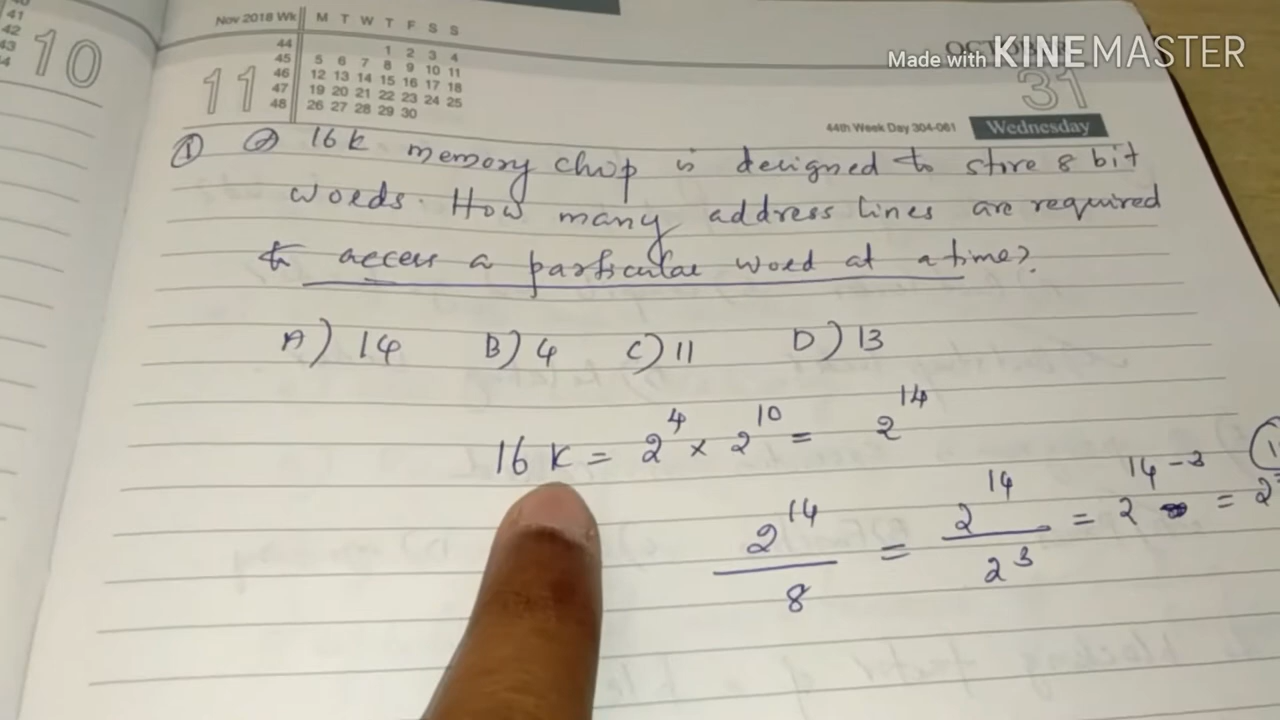 41
42
43
10
Nov 2018 Wk M T W T F S S
44 1 2 3 4
45 5 6 7 8 9 10 11
46 12 13 14 15 16 17 18
47 19 20 21 22 23 24 25
48 26 27 28 29 30
11
OCTOBER
Made with KINEMASTER
31
44th Week Day 304-061 Wednesday
① 16k memory chip is designed to store 8 bit
words. How many address lines are required
to access a particular word at a time?
A) 14 B) 4 C) 11 D) 13
16 K = 2^4 × 2^10 = 2^14
2^14 / 8 = 2^14 / 2^3 = 2^14-3 = 2